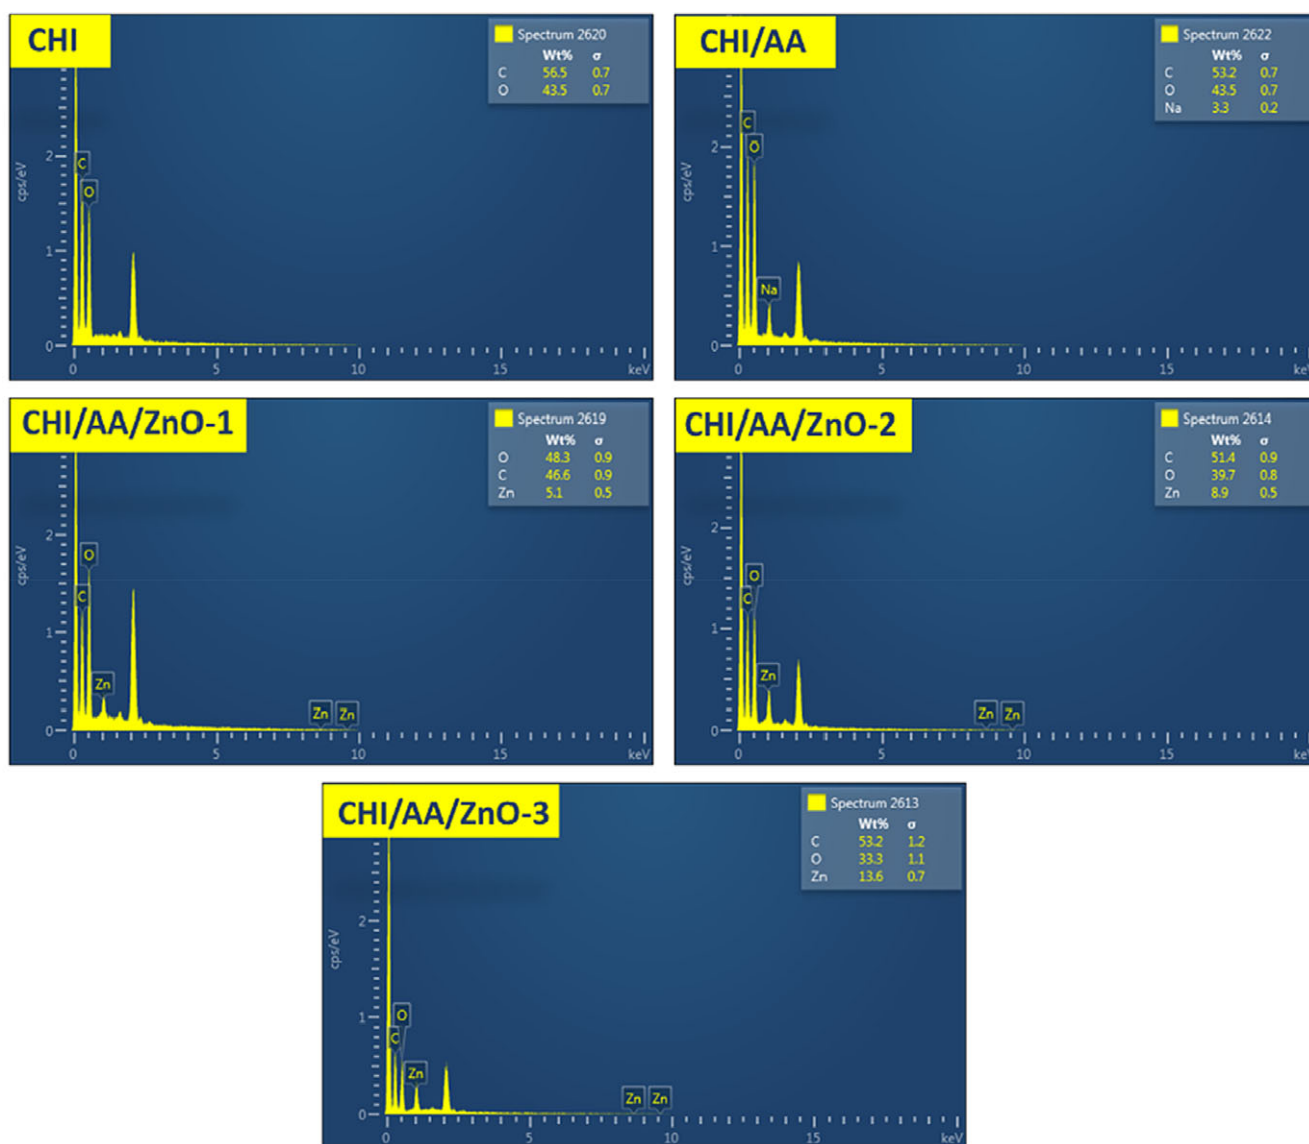 CHI
Spectrum 2620
Wt% σ
C 56.5 0.7
O 43.5 0.7
cps/eV
2
1
0
C
O
0 5 10 15 keV
CHI/AA
Spectrum 2622
Wt% σ
C 53.2 0.7
O 43.5 0.7
Na 3.3 0.2
cps/eV
2
1
0
C
O
Na
0 5 10 15 keV
CHI/AA/ZnO-1
Spectrum 2619
Wt% σ
O 48.3 0.9
C 46.6 0.9
Zn 5.1 0.5
cps/eV
2
1
0
O
C
Zn
Zn Zn
0 5 10 15 keV
CHI/AA/ZnO-2
Spectrum 2614
Wt% σ
C 51.4 0.9
O 39.7 0.8
Zn 8.9 0.5
cps/eV
2
1
0
O
C
Zn
Zn Zn
0 5 10 15 keV
CHI/AA/ZnO-3
Spectrum 2613
Wt% σ
C 53.2 1.2
O 33.3 1.1
Zn 13.6 0.7
cps/eV
2
1
0
O
C
Zn
Zn Zn
0 5 10 15 keV